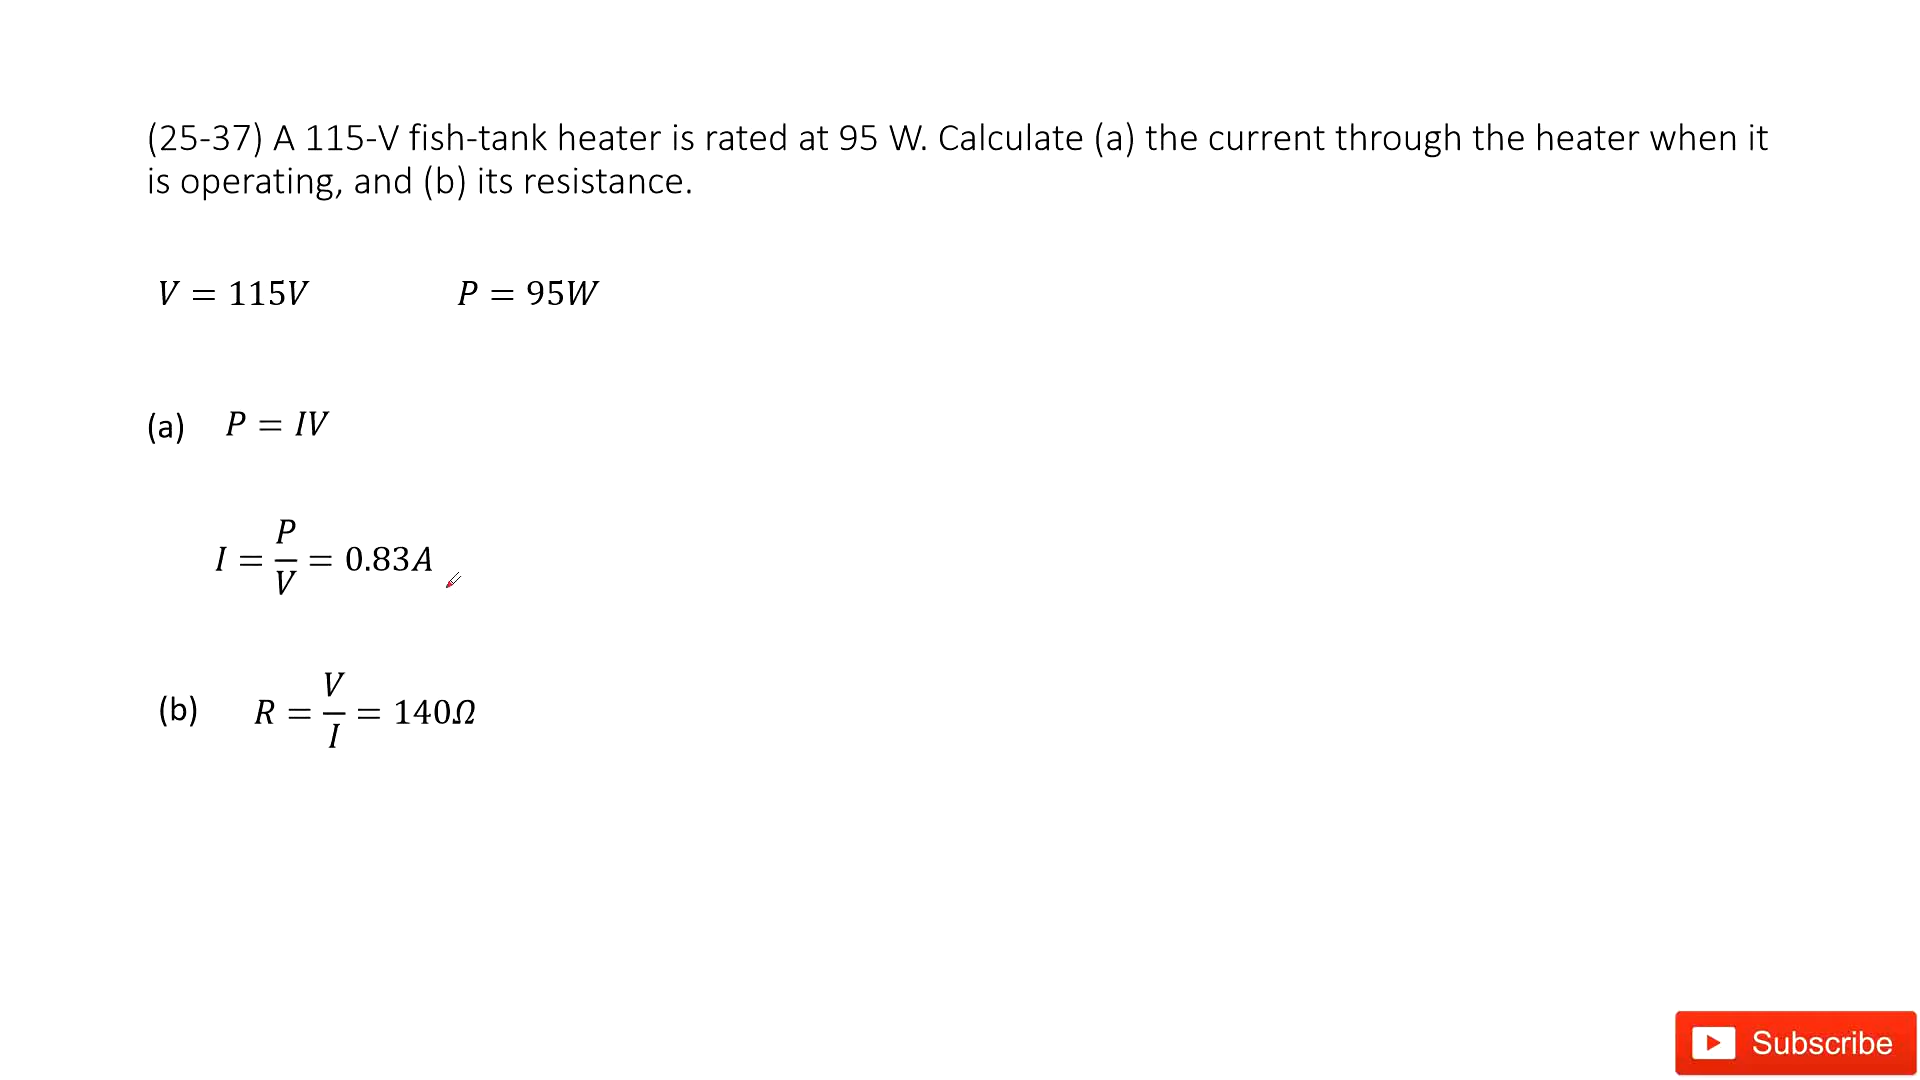 (25-37) A 115-V fish-tank heater is rated at 95 W. Calculate (a) the current through the heater when it
is operating, and (b) its resistance.
V = 115V P = 95W
(a) P = IV
I = P/V = 0.83A
(b) R = V/I = 140Ω
Subscribe